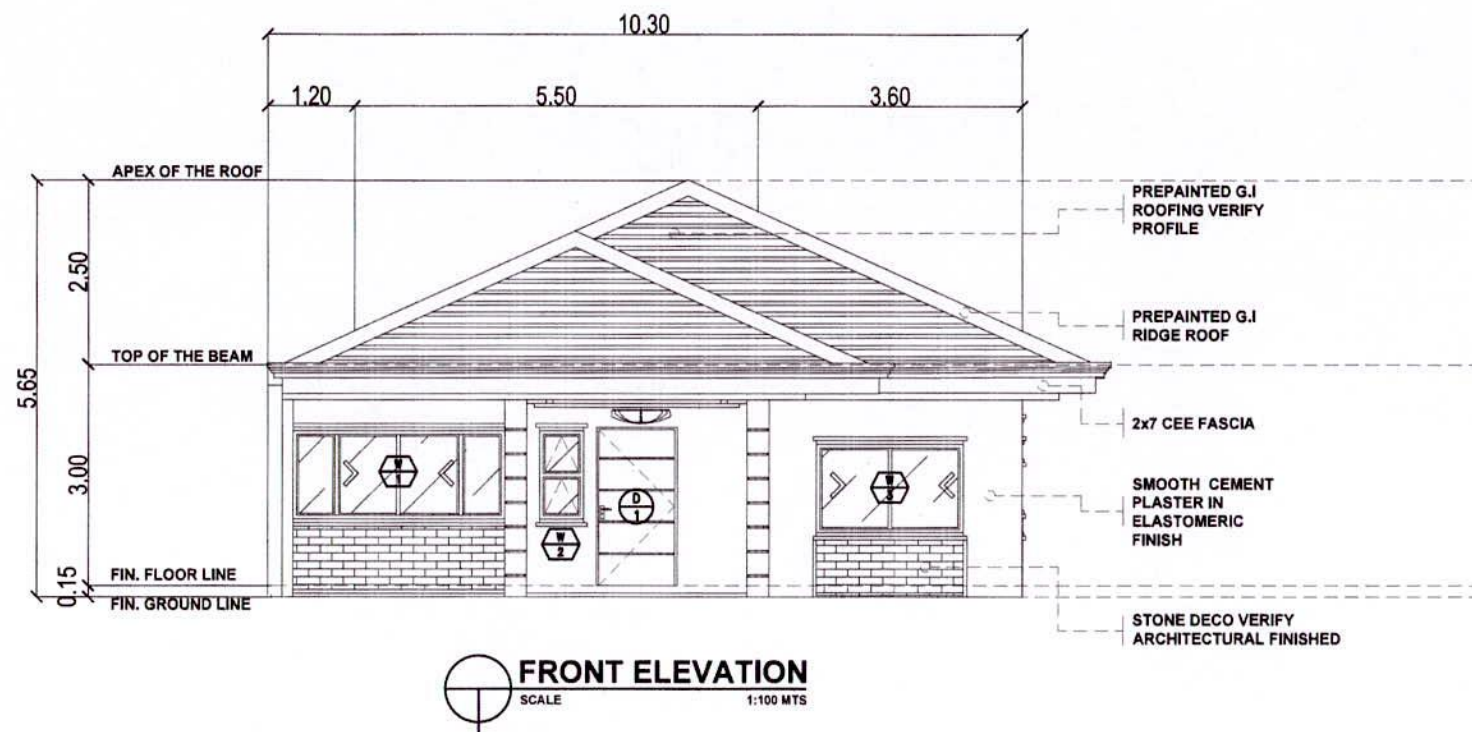 10.30
1.20
5.50
3.60
APEX OF THE ROOF
2.50
TOP OF THE BEAM
5.65
3.00
FIN. FLOOR LINE
0.15
FIN. GROUND LINE
PREPAINTED G.I
ROOFING VERIFY
PROFILE
PREPAINTED G.I
RIDGE ROOF
2x7 CEE FASCIA
SMOOTH CEMENT
PLASTER IN
ELASTOMERIC
FINISH
STONE DECO VERIFY
ARCHITECTURAL FINISHED
W
1
W
2
D
1
W
3
FRONT ELEVATION
SCALE 1:100 MTS